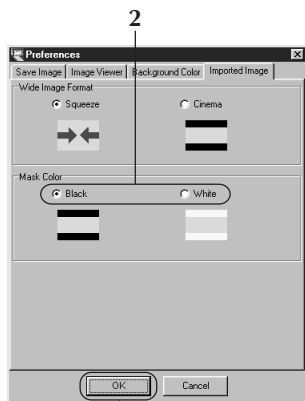 2
Preferences
Save Image Image Viewer Background Color Imported Image
Wide Image Format
Squeeze Cinema
Mask Color
Black White
OK Cancel